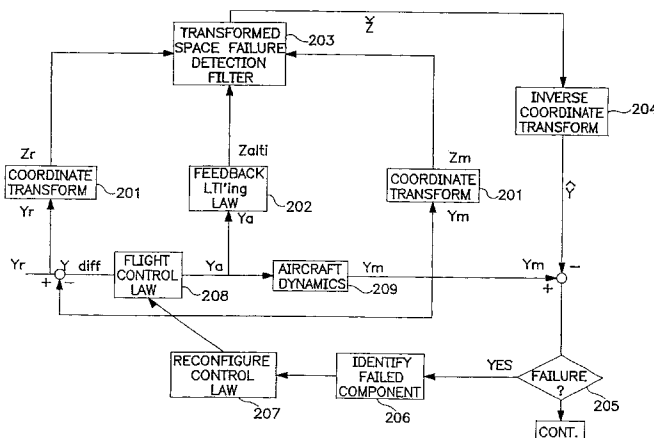 TRANSFORMED
SPACE FAILURE
DETECTION
FILTER
203
Z
INVERSE
COORDINATE
TRANSFORM
204
Zr
Zalti
Zm
COORDINATE
TRANSFORM
201
FEEDBACK
LTI'ing
LAW
202
COORDINATE
TRANSFORM
201
Ŷ
Yr
Ya
Ym
Yr
+
-
Y diff
FLIGHT
CONTROL
LAW
208
Ya
AIRCRAFT
DYNAMICS
209
Ym
Ym
-
+
RECONFIGURE
CONTROL
LAW
207
IDENTIFY
FAILED
COMPONENT
206
YES
FAILURE
?
205
CONT.